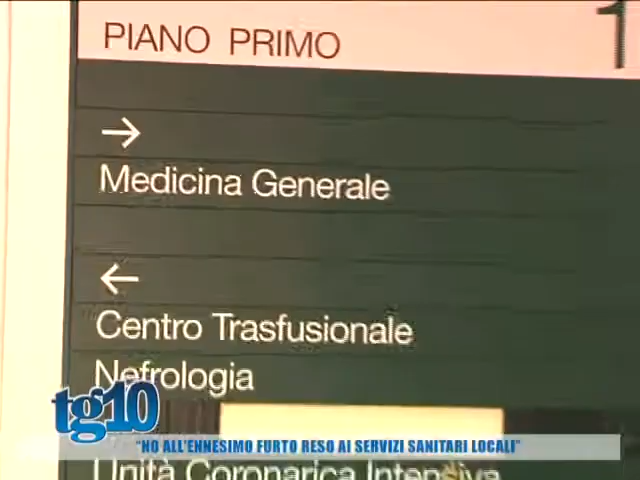 PIANO PRIMO 1
→
Medicina Generale
←
Centro Trasfusionale
Nefrologia
tg10
"NO ALL'ENNESIMO FURTO RESO AI SERVIZI SANITARI LOCALI"
Unità Coronarica Intensiva